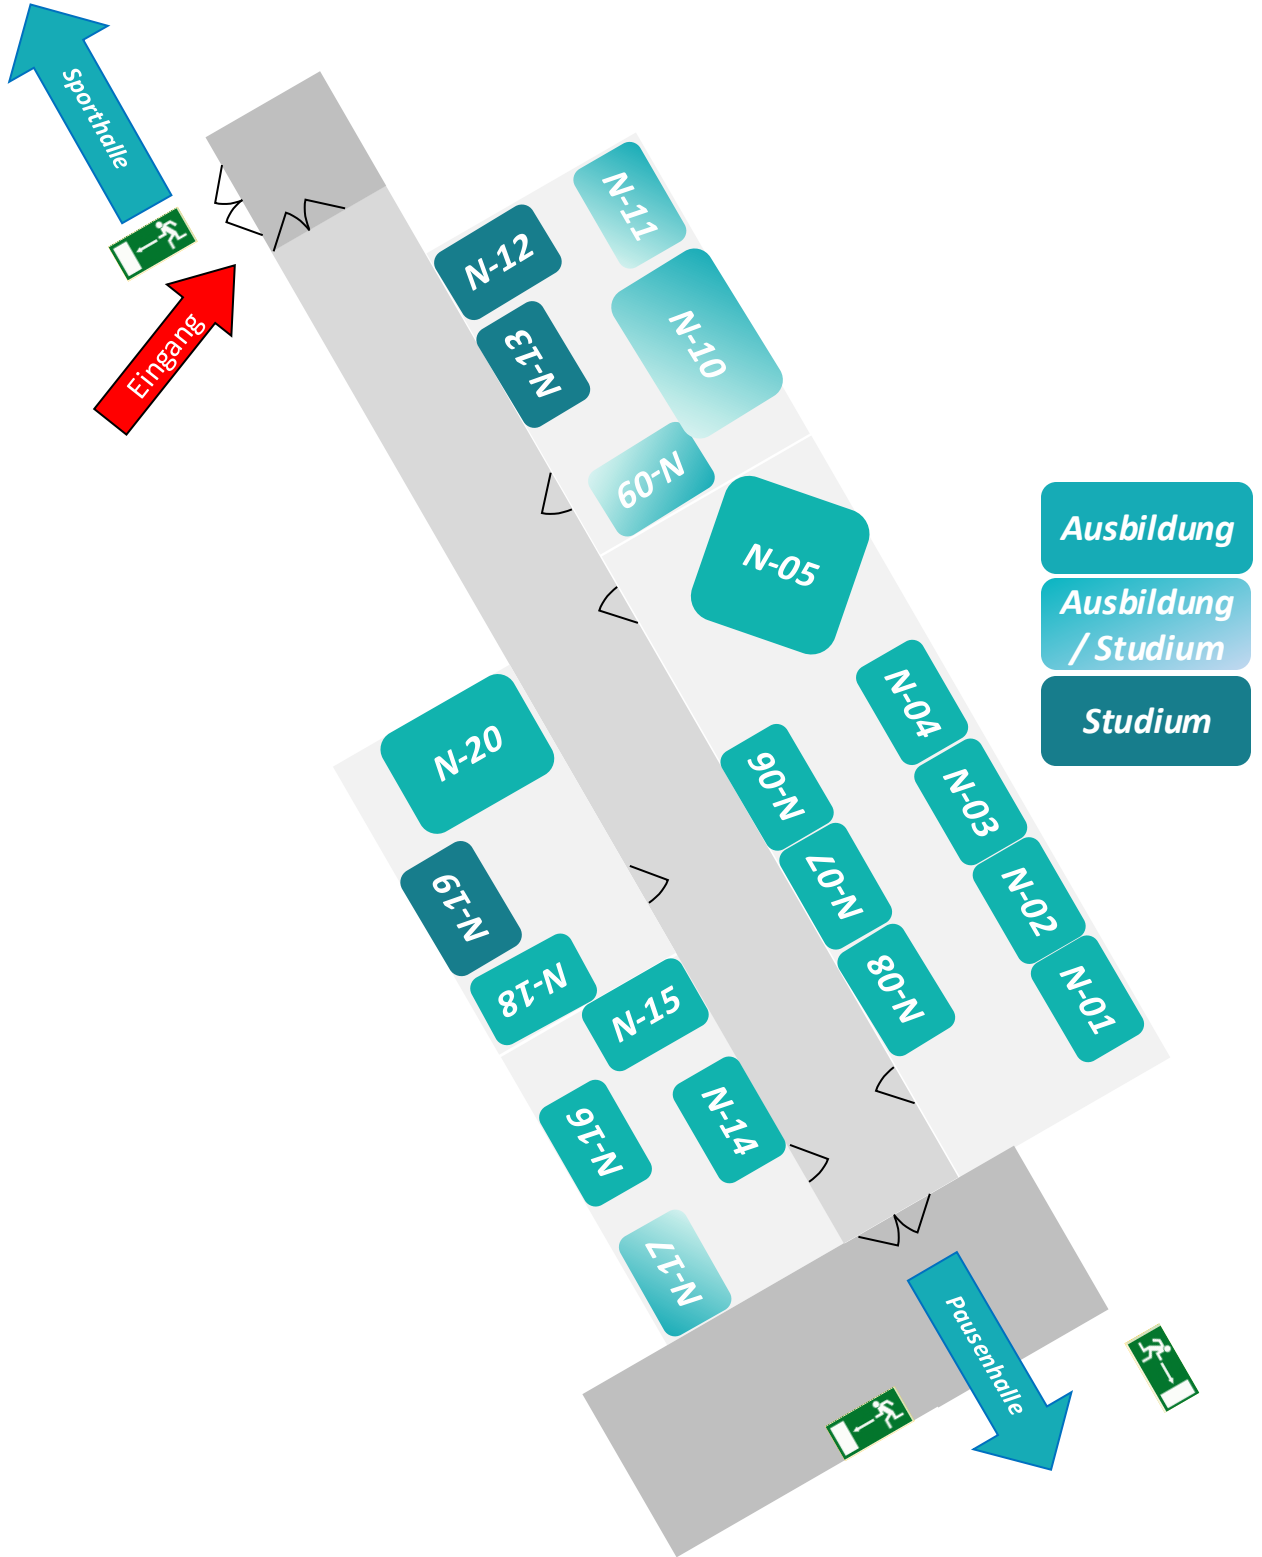 Sporthalle
Eingang
N-11
N-12
N-10
N-13
N-09
N-05
Ausbildung
Ausbildung
/ Studium
Studium
N-04
N-20
N-06
N-03
N-07
N-02
N-19
N-18
N-15
N-08
N-01
N-14
N-16
N-17
Pausenhalle